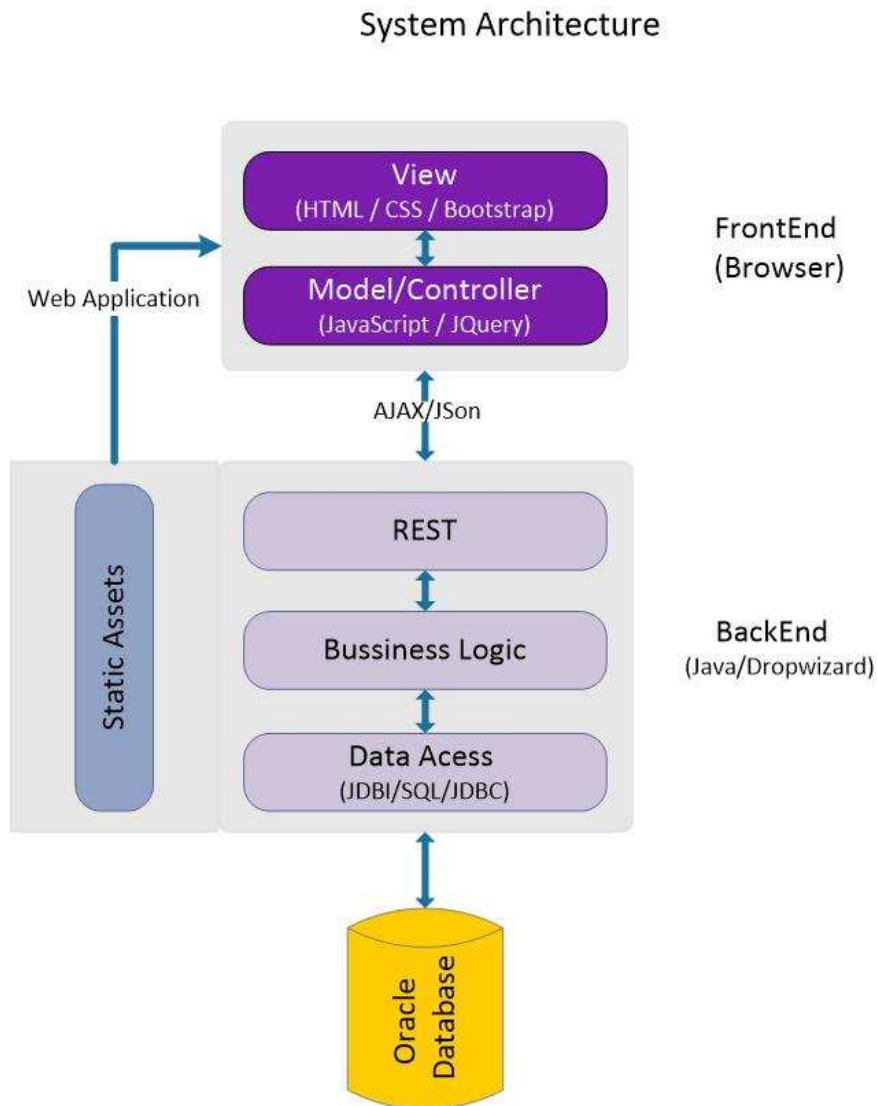 System Architecture
View
(HTML / CSS / Bootstrap)
FrontEnd
(Browser)
Web Application
Model/Controller
(JavaScript / JQuery)
AJAX/JSon
Static Assets
REST
Bussiness Logic
BackEnd
(Java/Dropwizard)
Data Acess
(JDBI/SQL/JDBC)
Oracle
Database